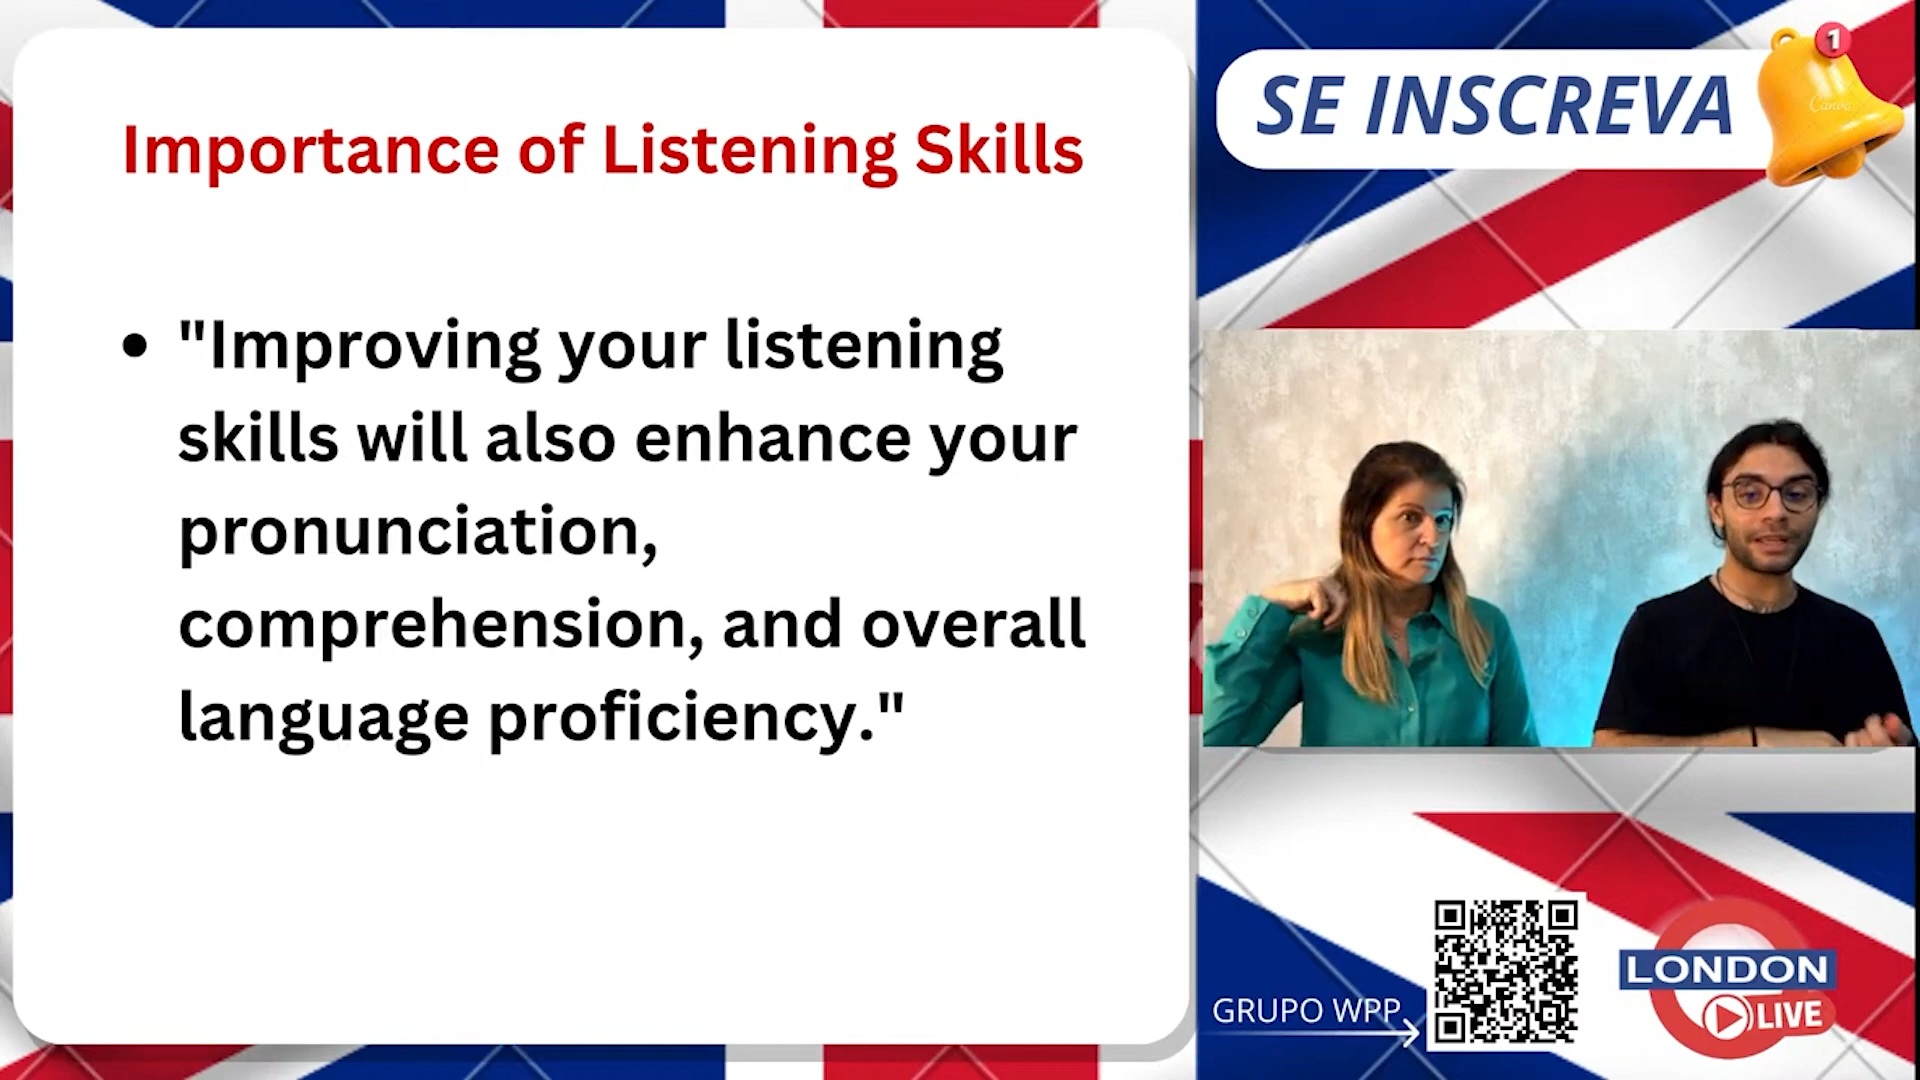 Importance of Listening Skills
• "Improving your listening
skills will also enhance your
pronunciation,
comprehension, and overall
language proficiency."
SE INSCREVA
1
Canva
GRUPO WPP
LONDON
LIVE